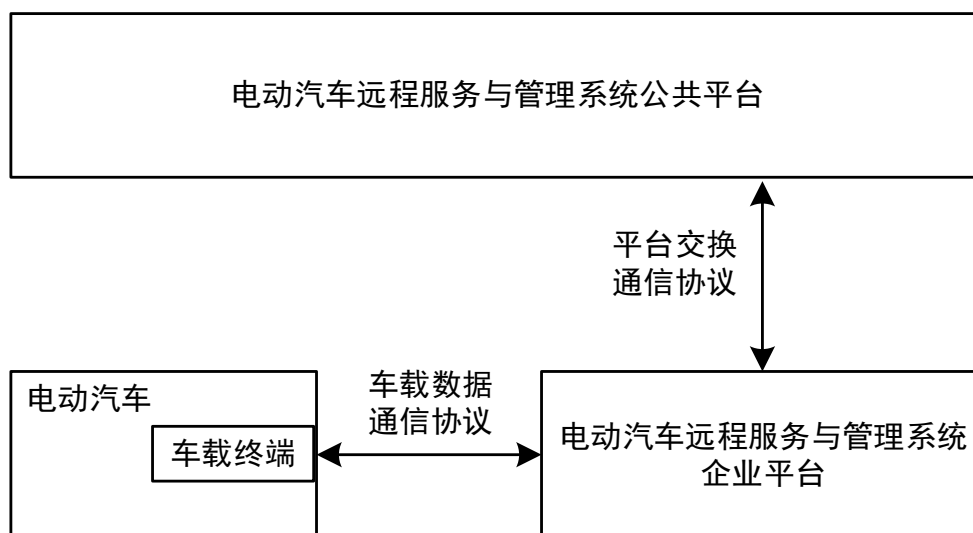 电动汽车远程服务与管理系统公共平台
平台交换
通信协议
电动汽车
车载终端
车载数据
通信协议
电动汽车远程服务与管理系统
企业平台